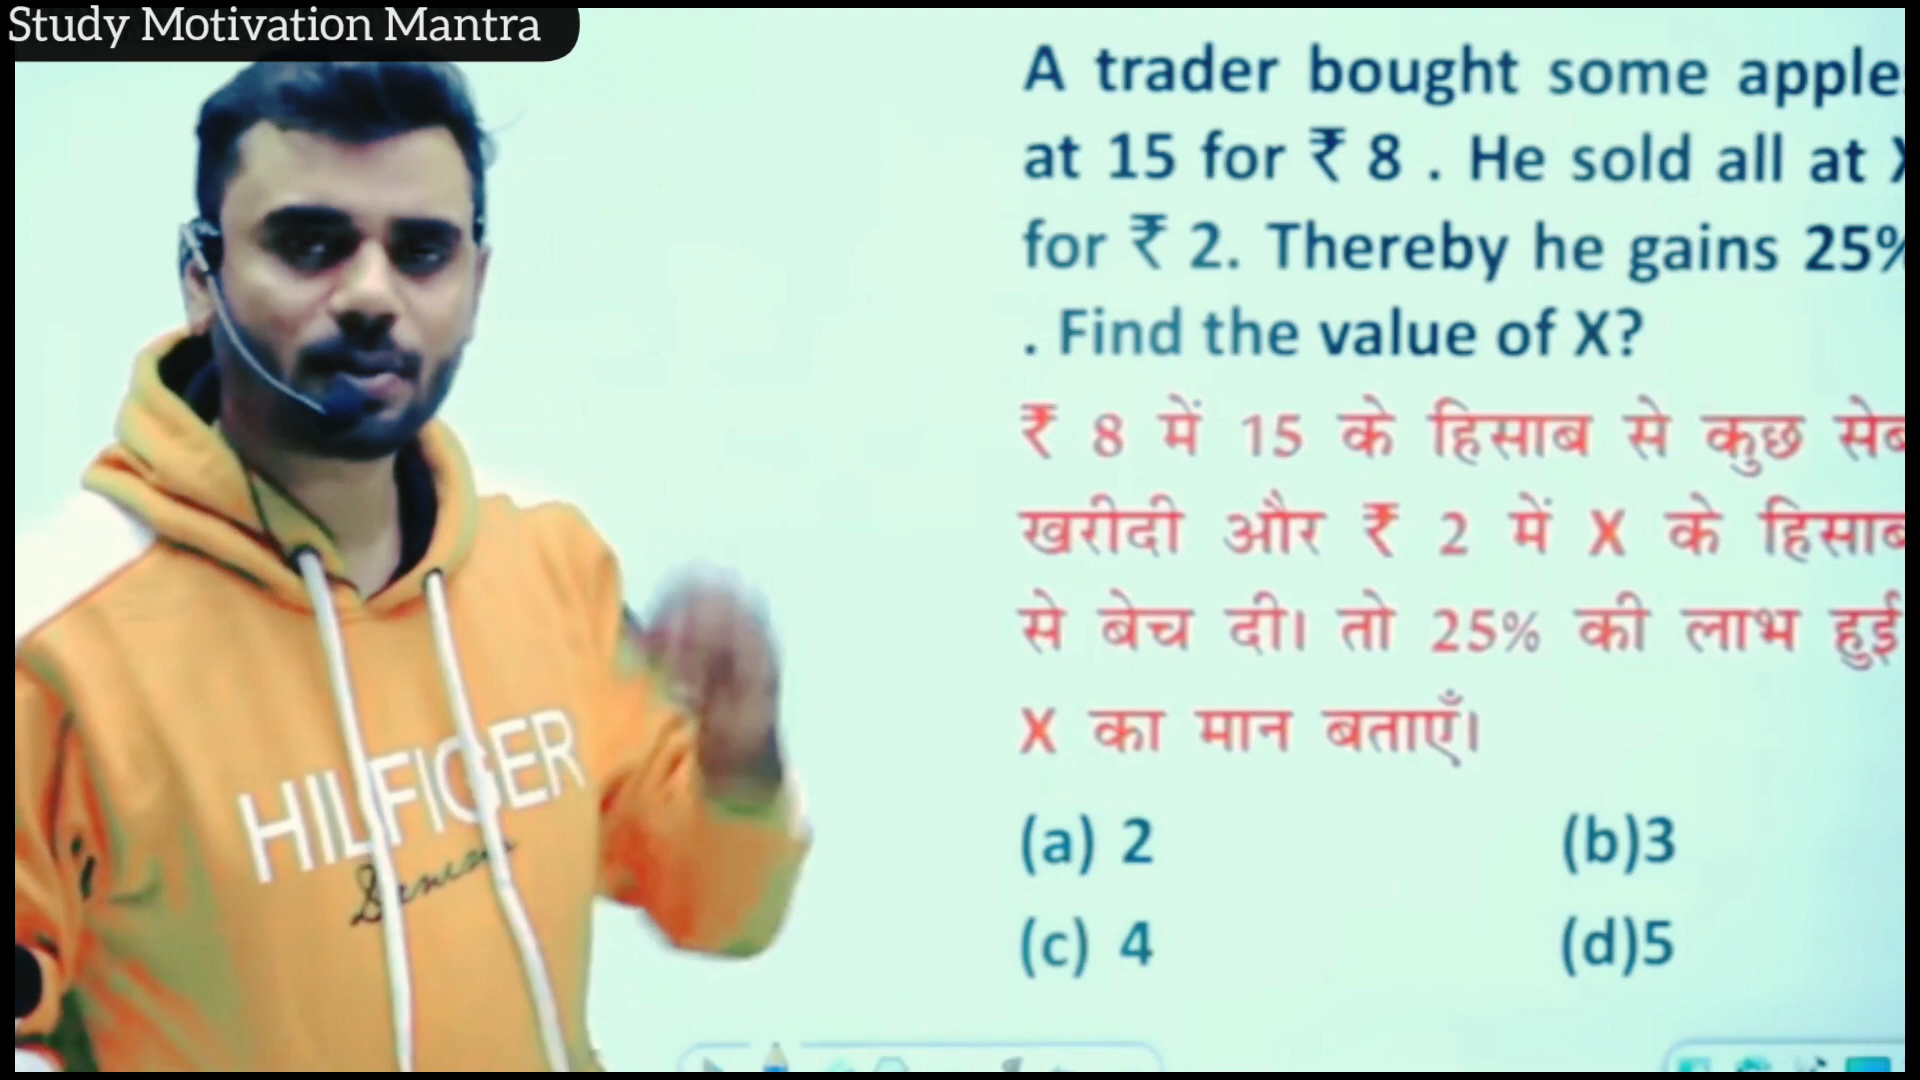 Study Motivation Mantra
A trader bought some apple
at 15 for ₹ 8 . He sold all at X
for ₹ 2. Thereby he gains 25%
. Find the value of X?
₹ 8 में 15 के हिसाब से कुछ सेब
खरीदी और ₹ 2 में X के हिसाब
से बेच दी। तो 25% की लाभ हुई
X का मान बताएँ।
(a) 2
(b)3
(c) 4
(d)5
HILFIGER